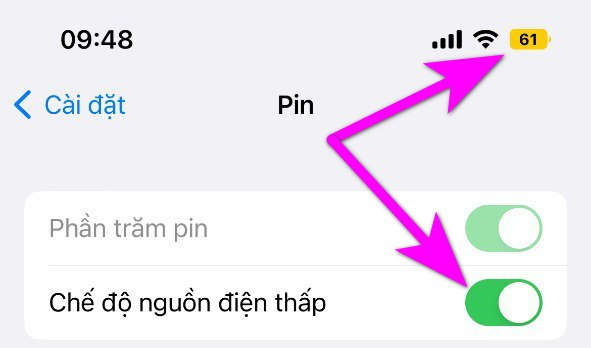 09:48 61
Cài đặt Pin
Phần trăm pin
Chế độ nguồn điện thấp